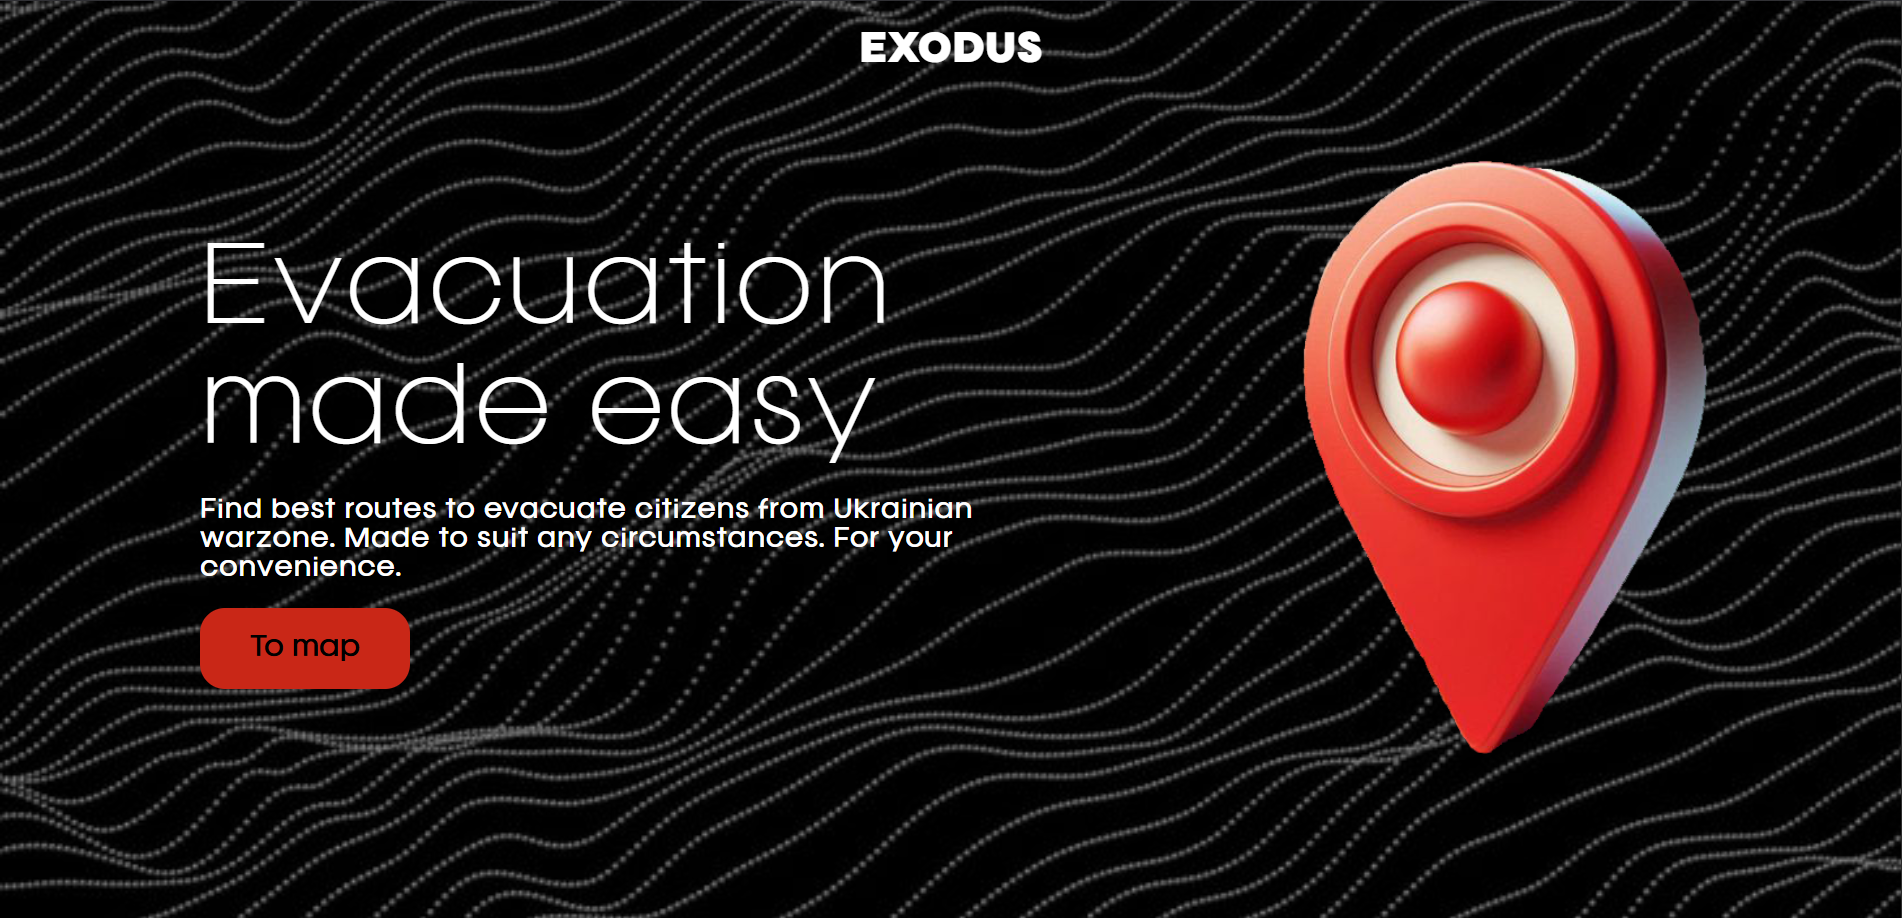 EXODUS
Evacuation
made easy
Find best routes to evacuate citizens from Ukrainian
warzone. Made to suit any circumstances. For your
convenience.
To map